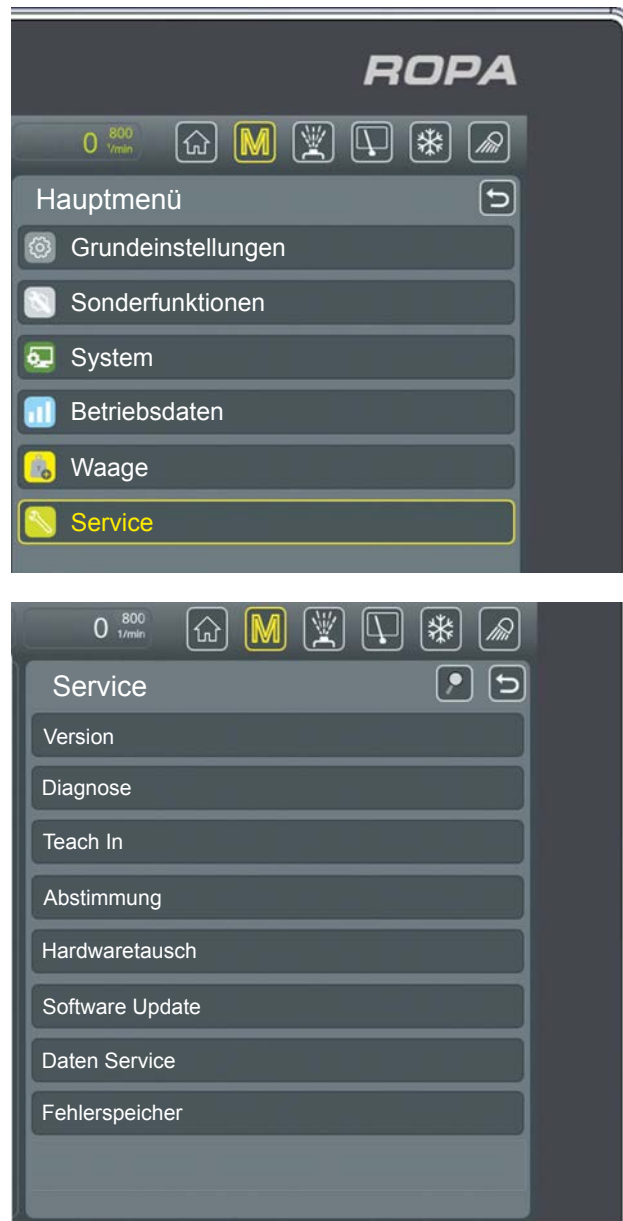 ROPA
0 800 1/min M
Hauptmenü
Grundeinstellungen
Sonderfunktionen
System
Betriebsdaten
Waage
Service
0 800 1/min M
Service
Version
Diagnose
Teach In
Abstimmung
Hardwaretausch
Software Update
Daten Service
Fehlerspeicher